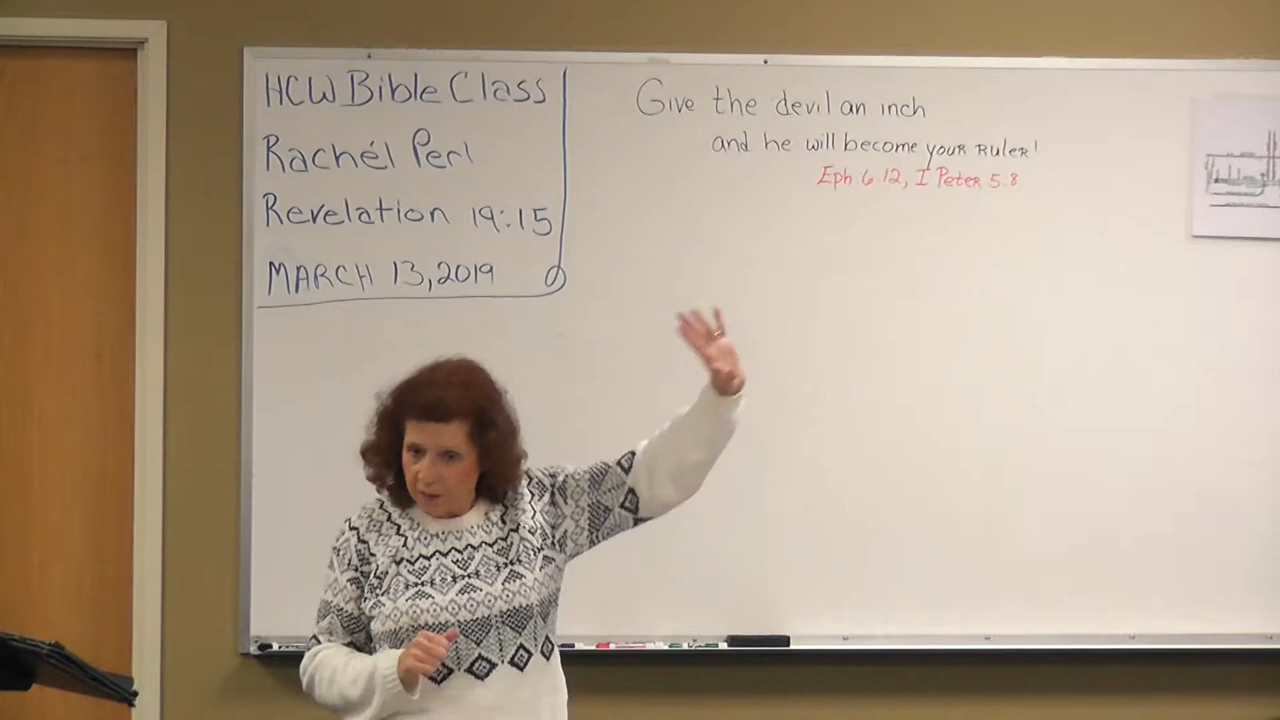 HCW Bible Class
Rachél Perl
Revelation 19:15
MARCH 13, 2019
Give the devil an inch
and he will become your RuleR!
Eph. 6.12, I PeteR 5.8